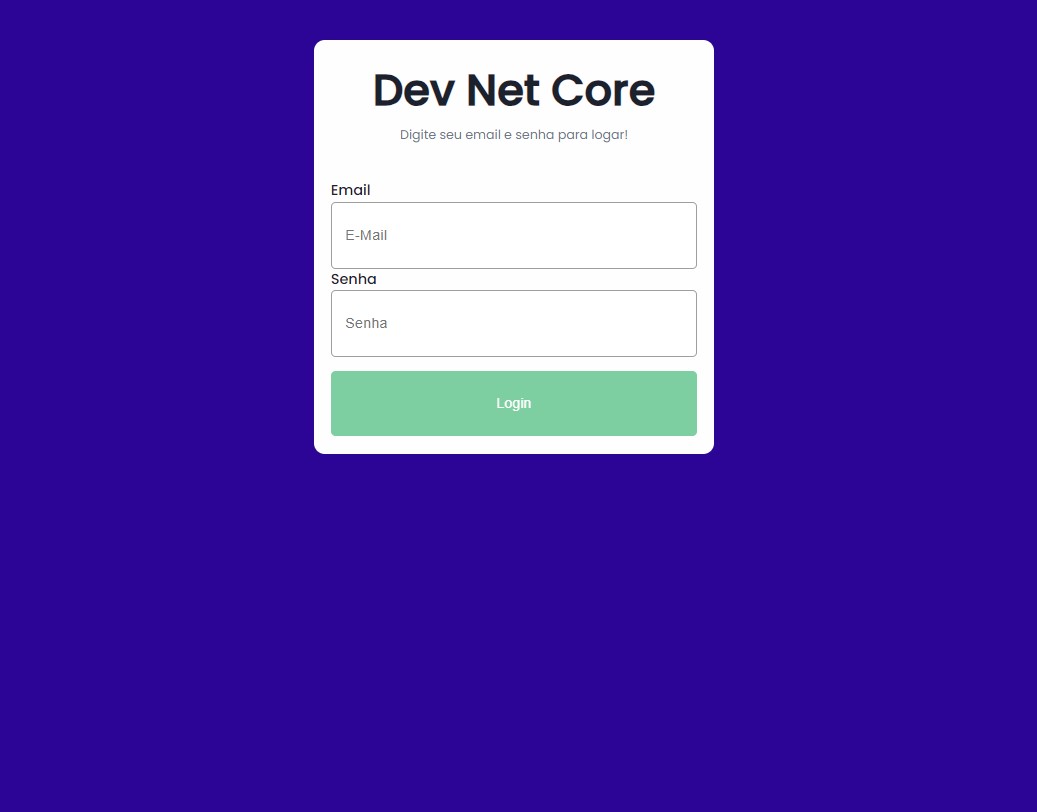 Dev Net Core
Digite seu email e senha para logar!
Email
E-Mail
Senha
Senha
Login